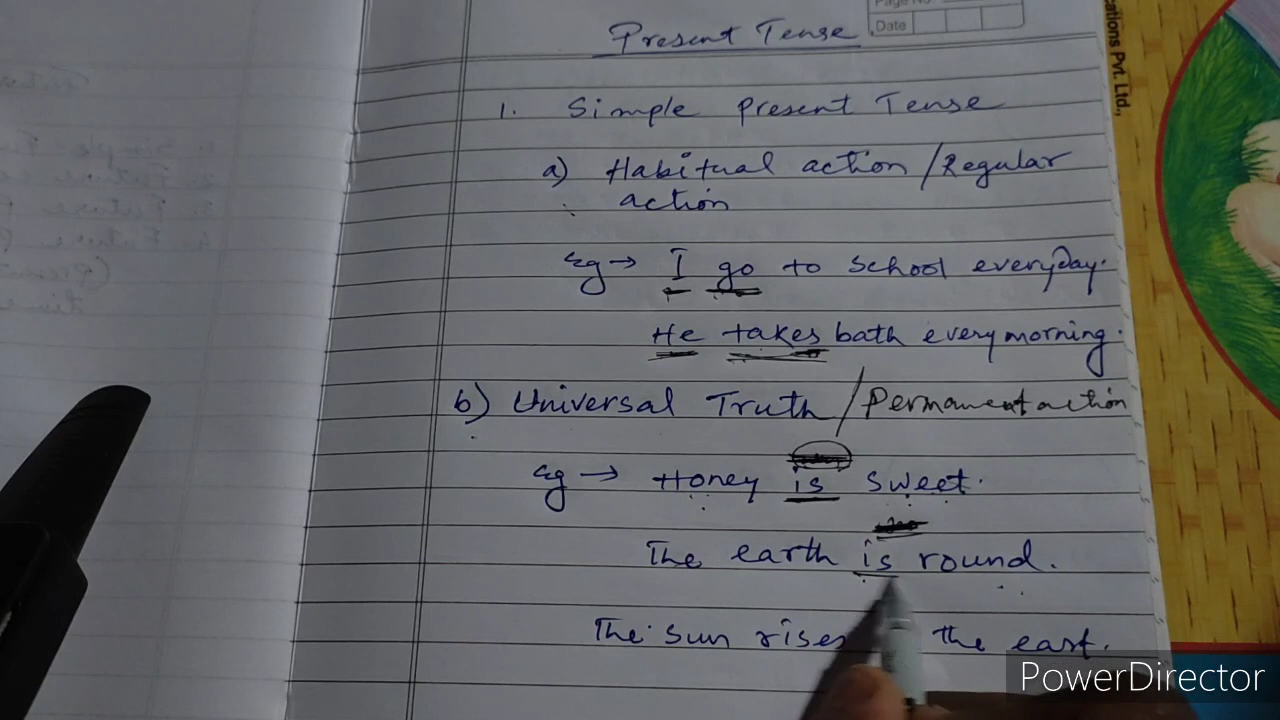 Page No.
Date
Present Tense
1. Simple Present Tense
a) Habitual action / Regular
action
eg → I go to school everyday.
He takes bath every morning.
b) Universal Truth / Permanent action
eg → Honey is sweet.
The earth is round.
The sun rises the east.
cations Pvt. Ltd.,
PowerDirector